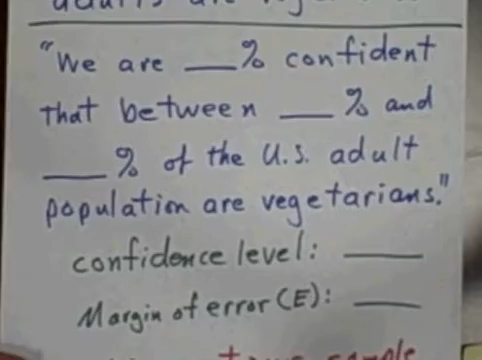 "We are ___% confident
that between ___% and
___% of the U.S. adult
population are vegetarians."
confidence level: ___
Margin of error (E): ___
sample